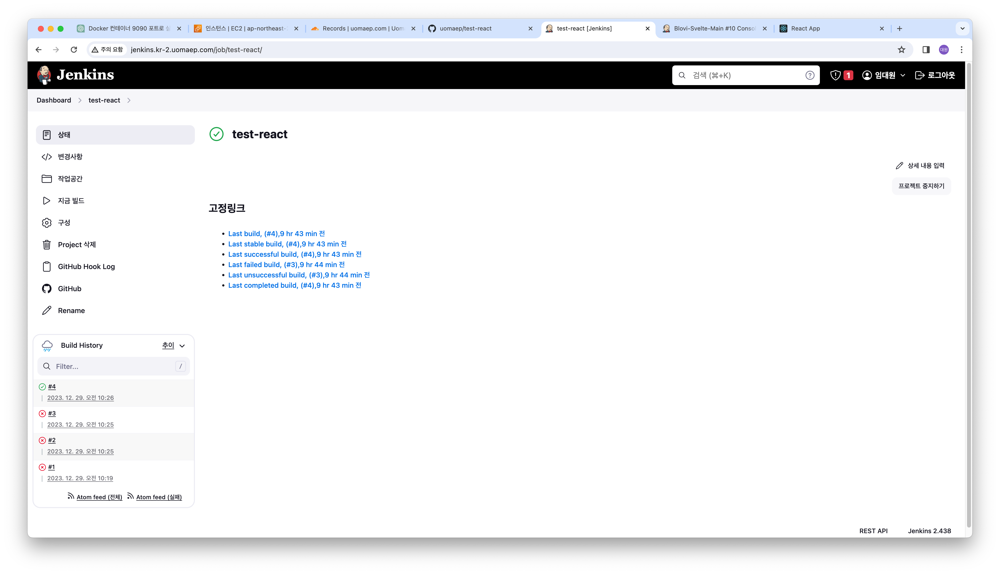 Docker 컨테이너 9090 포트로
인스턴스 | EC2 | ap-northeast-
Records | uomaep.com | Uom
uomaep/test-react
test-react [Jenkins]
Blovi-Svelte-Main #10 Conso
React App
주의 요함
jenkins.kr-2.uomaep.com/job/test-react/
대원
Jenkins
검색 (⌘+K)
1
임대원
로그아웃
Dashboard
test-react
상태
변경사항
작업공간
지금 빌드
구성
Project 삭제
GitHub Hook Log
GitHub
Rename
test-react
상세 내용 입력
프로젝트 중지하기
고정링크
Last build, (#4),9 hr 43 min 전
Last stable build, (#4),9 hr 43 min 전
Last successful build, (#4),9 hr 43 min 전
Last failed build, (#3),9 hr 44 min 전
Last unsuccessful build, (#3),9 hr 44 min 전
Last completed build, (#4),9 hr 43 min 전
Build History
추이
Filter...
/
#4
2023. 12. 29. 오전 10:26
#3
2023. 12. 29. 오전 10:25
#2
2023. 12. 29. 오전 10:25
#1
2023. 12. 29. 오전 10:19
Atom feed (전체)
Atom feed (실패)
REST API
Jenkins 2.438